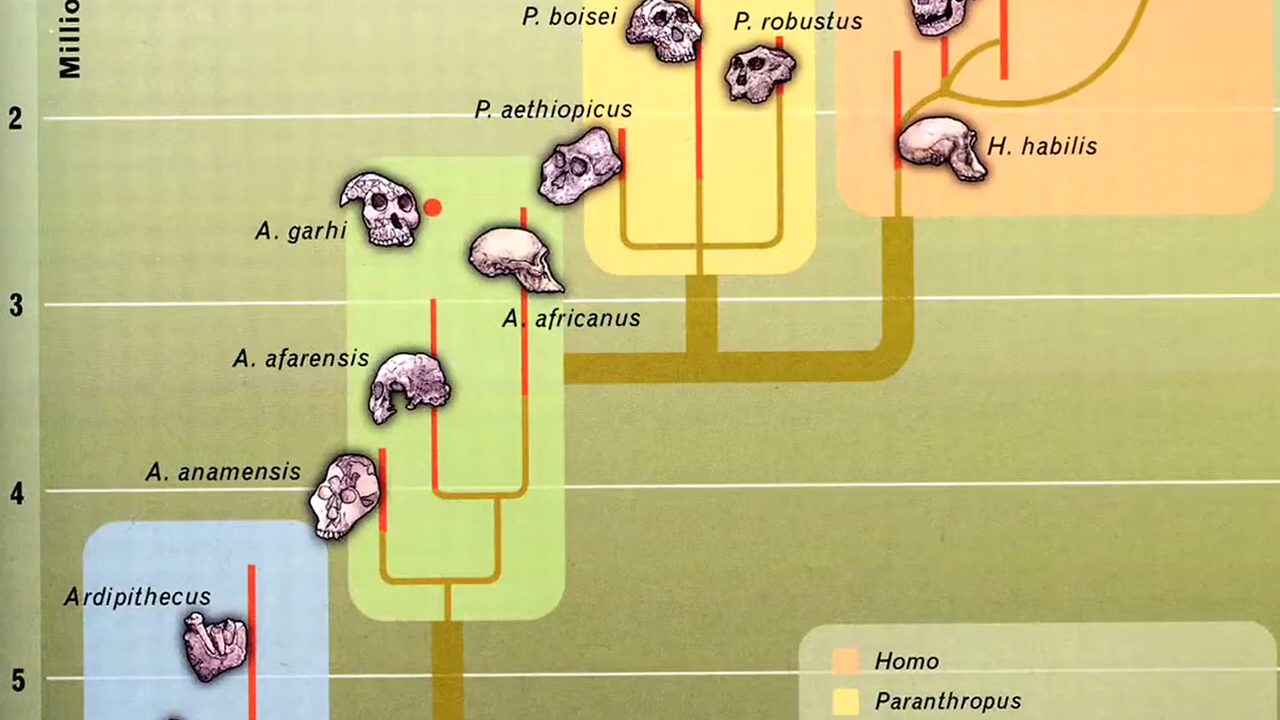 Millio
P. boisei
P. robustus
2
P. aethiopicus
H. habilis
A. garhi
3
A. africanus
A. afarensis
A. anamensis
4
Ardipithecus
5
Homo
Paranthropus